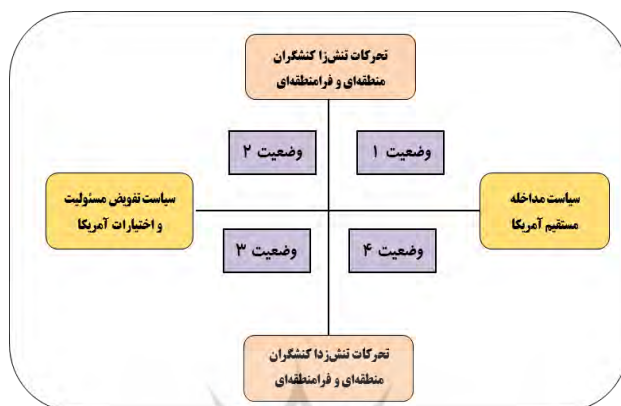 تحرکات تنش‌زا کنشگران
منطقه‌ای و فرامنطقه‌ای
وضعیت ۱
وضعیت ۲
سیاست مداخله
مستقیم آمریکا
سیاست تفویض مسئولیت
و اختیارات آمریکا
وضعیت ۴
وضعیت ۳
تحرکات تنش‌زدا کنشگران
منطقه‌ای و فرامنطقه‌ای